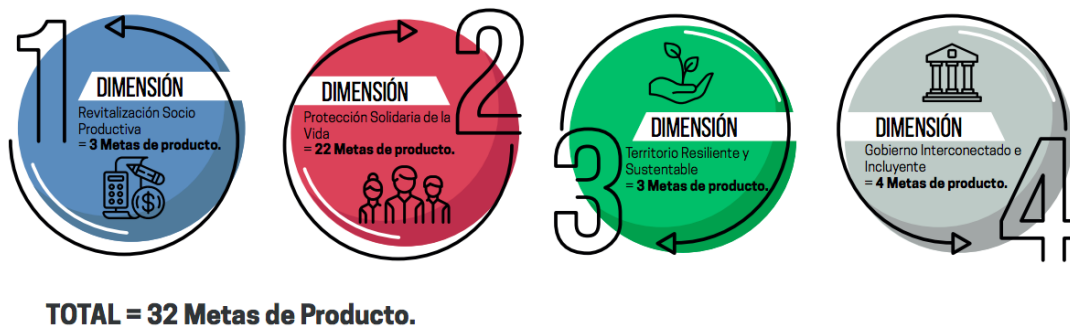 1
DIMENSIÓN
Revitalización Socio
Productiva
= 3 Metas de producto.
2
DIMENSIÓN
Protección Solidaria de la
Vida
= 22 Metas de producto.
3
DIMENSIÓN
Territorio Resiliente y
Sustentable
= 3 Metas de producto.
4
DIMENSIÓN
Gobierno Interconectado e
Incluyente
= 4 Metas de producto.
TOTAL = 32 Metas de Producto.